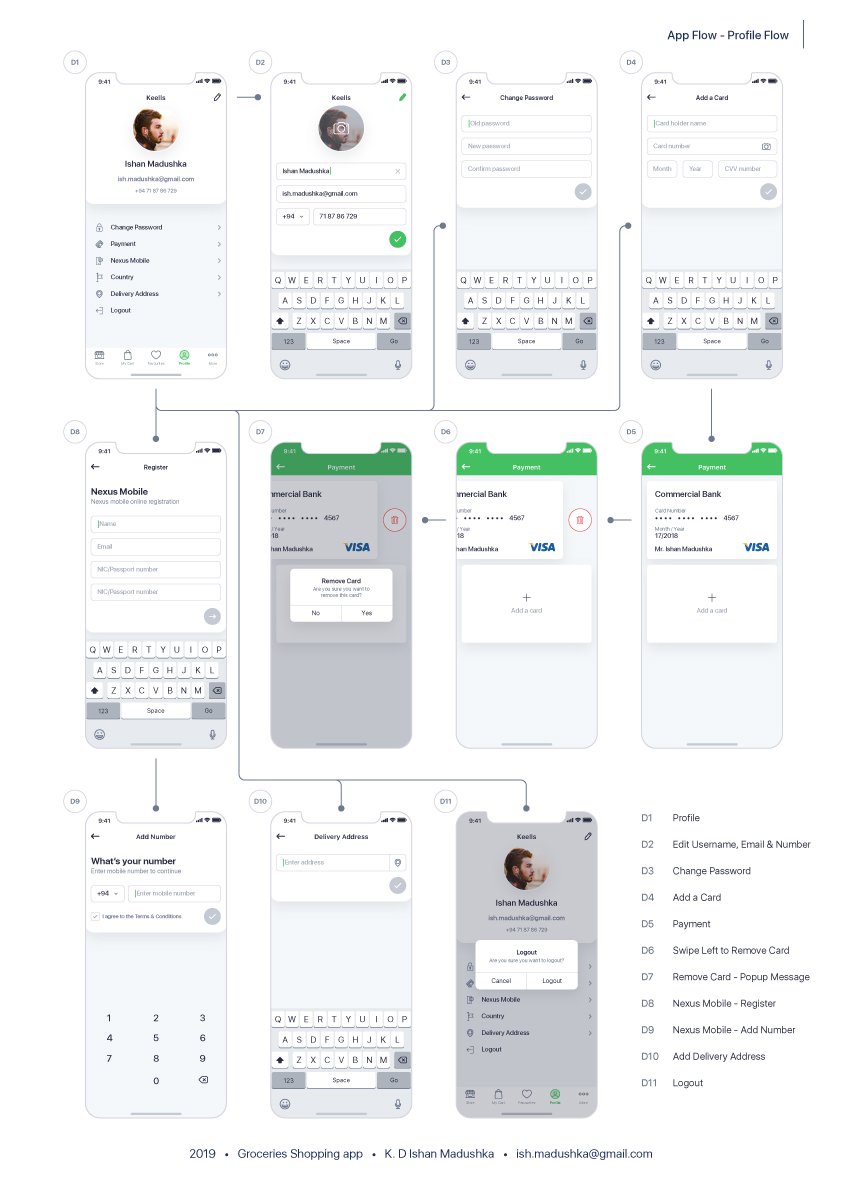 App Flow - Profile Flow
D1
9:41
Keells
Ishan Madushka
ish.madushka@gmail.com
+94 71 87 86 729
Change Password
Payment
Nexus Mobile
Country
Delivery Address
Logout
Store
My Cart
Favourites
Profile
More
D2
9:41
Keells
Ishan Madushka
ish.madushka@gmail.com
+94
71 87 86 729
Q W E R T Y U I O P
A S D F G H J K L
Z X C V B N M
123
Space
Go
D3
9:41
Change Password
Old password
New password
Confirm password
Q W E R T Y U I O P
A S D F G H J K L
Z X C V B N M
123
Space
Go
D4
9:41
Add a Card
Card holder name
Card number
Month
Year
CVV number
Q W E R T Y U I O P
A S D F G H J K L
Z X C V B N M
123
Space
Go
D8
9:41
Register
Nexus Mobile
Nexus mobile online registration
Name
Email
NIC/Passport number
NIC/Passport number
Q W E R T Y U I O P
A S D F G H J K L
Z X C V B N M
123
Space
Go
D7
9:41
Payment
mmercial Bank
umber
• •••• •••• 4567
/ Year
018
han Madushka
VISA
Remove Card
Are you sure you want to
remove this card?
No
Yes
D6
9:41
Payment
mmercial Bank
umber
• •••• •••• 4567
/ Year
018
han Madushka
VISA
Add a card
D5
9:41
Payment
Commercial Bank
Card Number
•••• •••• •••• 4567
Month / Year
17/2018
Mr. Ishan Madushka
VISA
Add a card
D9
9:41
Add Number
What's your number
Enter mobile number to continue
+94
Enter mobile number
I agree to the Terms & Conditions
1 2 3
4 5 6
7 8 9
0
D10
9:41
Delivery Address
Enter address
Q W E R T Y U I O P
A S D F G H J K L
Z X C V B N M
123
Space
Go
D11
9:41
Keells
Ishan Madushka
ish.madushka@gmail.com
+94 71 87 86 729
Logout
Are you sure you want to logout?
Cancel
Logout
Nexus Mobile
Country
Delivery Address
Logout
Store
My Cart
Favourites
Profile
More
D1 Profile
D2 Edit Username, Email & Number
D3 Change Password
D4 Add a Card
D5 Payment
D6 Swipe Left to Remove Card
D7 Remove Card - Popup Message
D8 Nexus Mobile - Register
D9 Nexus Mobile - Add Number
D10 Add Delivery Address
D11 Logout
2019 • Groceries Shopping app • K. D Ishan Madushka • ish.madushka@gmail.com